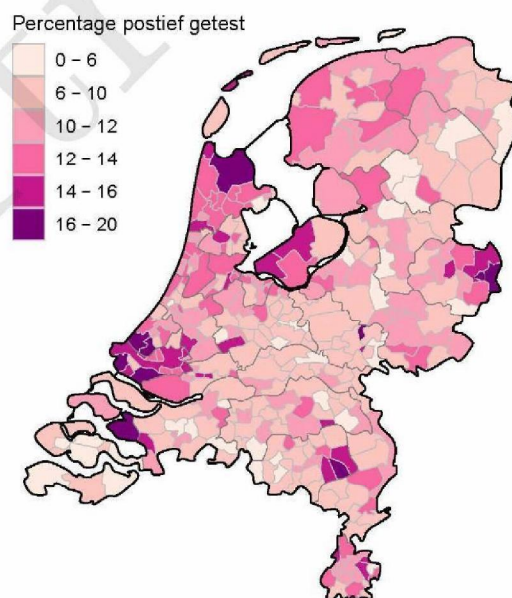 Percentage postief getest
0 – 6
6 – 10
10 – 12
12 – 14
14 – 16
16 – 20